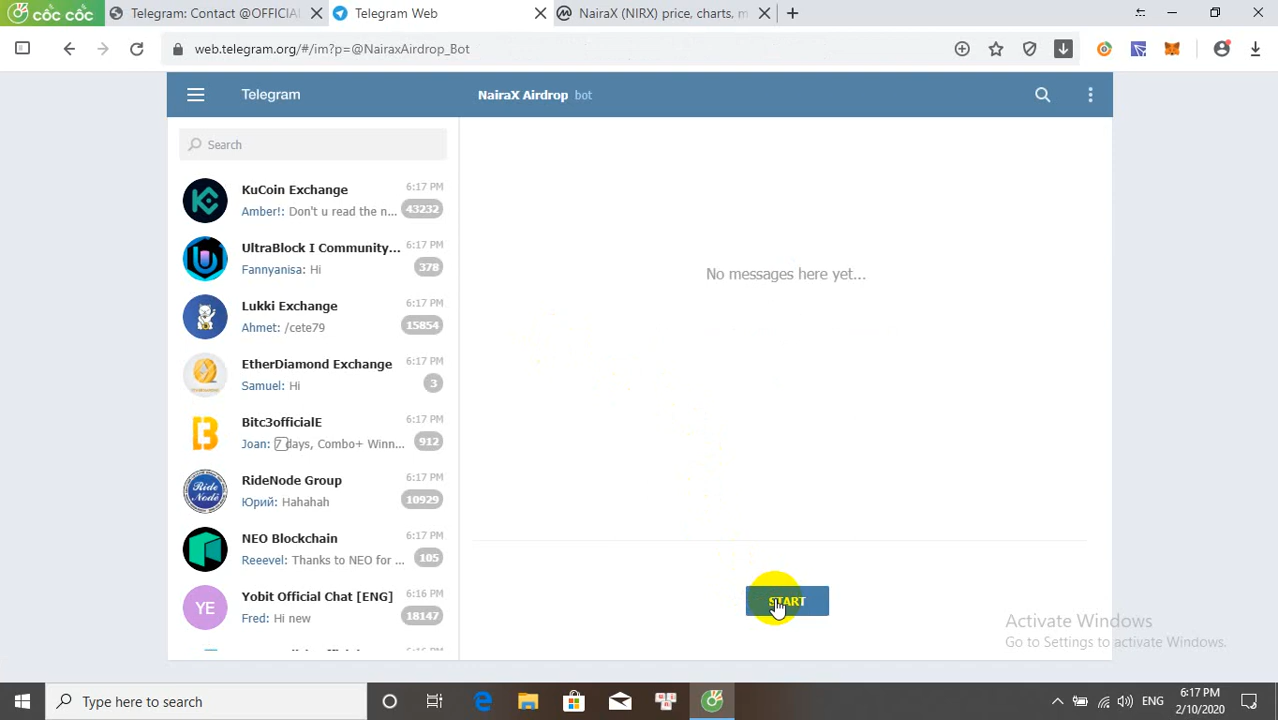 cốc cốc
Telegram: Contact @OFFICIAL
Telegram Web
NairaX (NIRX) price, charts, m
web.telegram.org/#/im?p=@NairaxAirdrop_Bot
Telegram
NairaX Airdrop bot
Search
KuCoin Exchange 6:17 PM
Amber!: Don't u read the n... 43232
UltraBlock I Community... 6:17 PM
Fannyanisa: Hi 378
Lukki Exchange 6:17 PM
Ahmet: /cete79 15854
EtherDiamond Exchange 6:17 PM
Samuel: Hi 3
Bitc3officialE 6:17 PM
Joan: 7 days, Combo+ Winn... 912
RideNode Group 6:17 PM
Юрий: Hahahah 10929
NEO Blockchain 6:17 PM
Reeevel: Thanks to NEO for ... 105
YE
Yobit Official Chat [ENG] 6:16 PM
Fred: Hi new 18147
Ride Node
No messages here yet...
START
Activate Windows
Go to Settings to activate Windows.
Type here to search
ENG
6:17 PM
2/10/2020